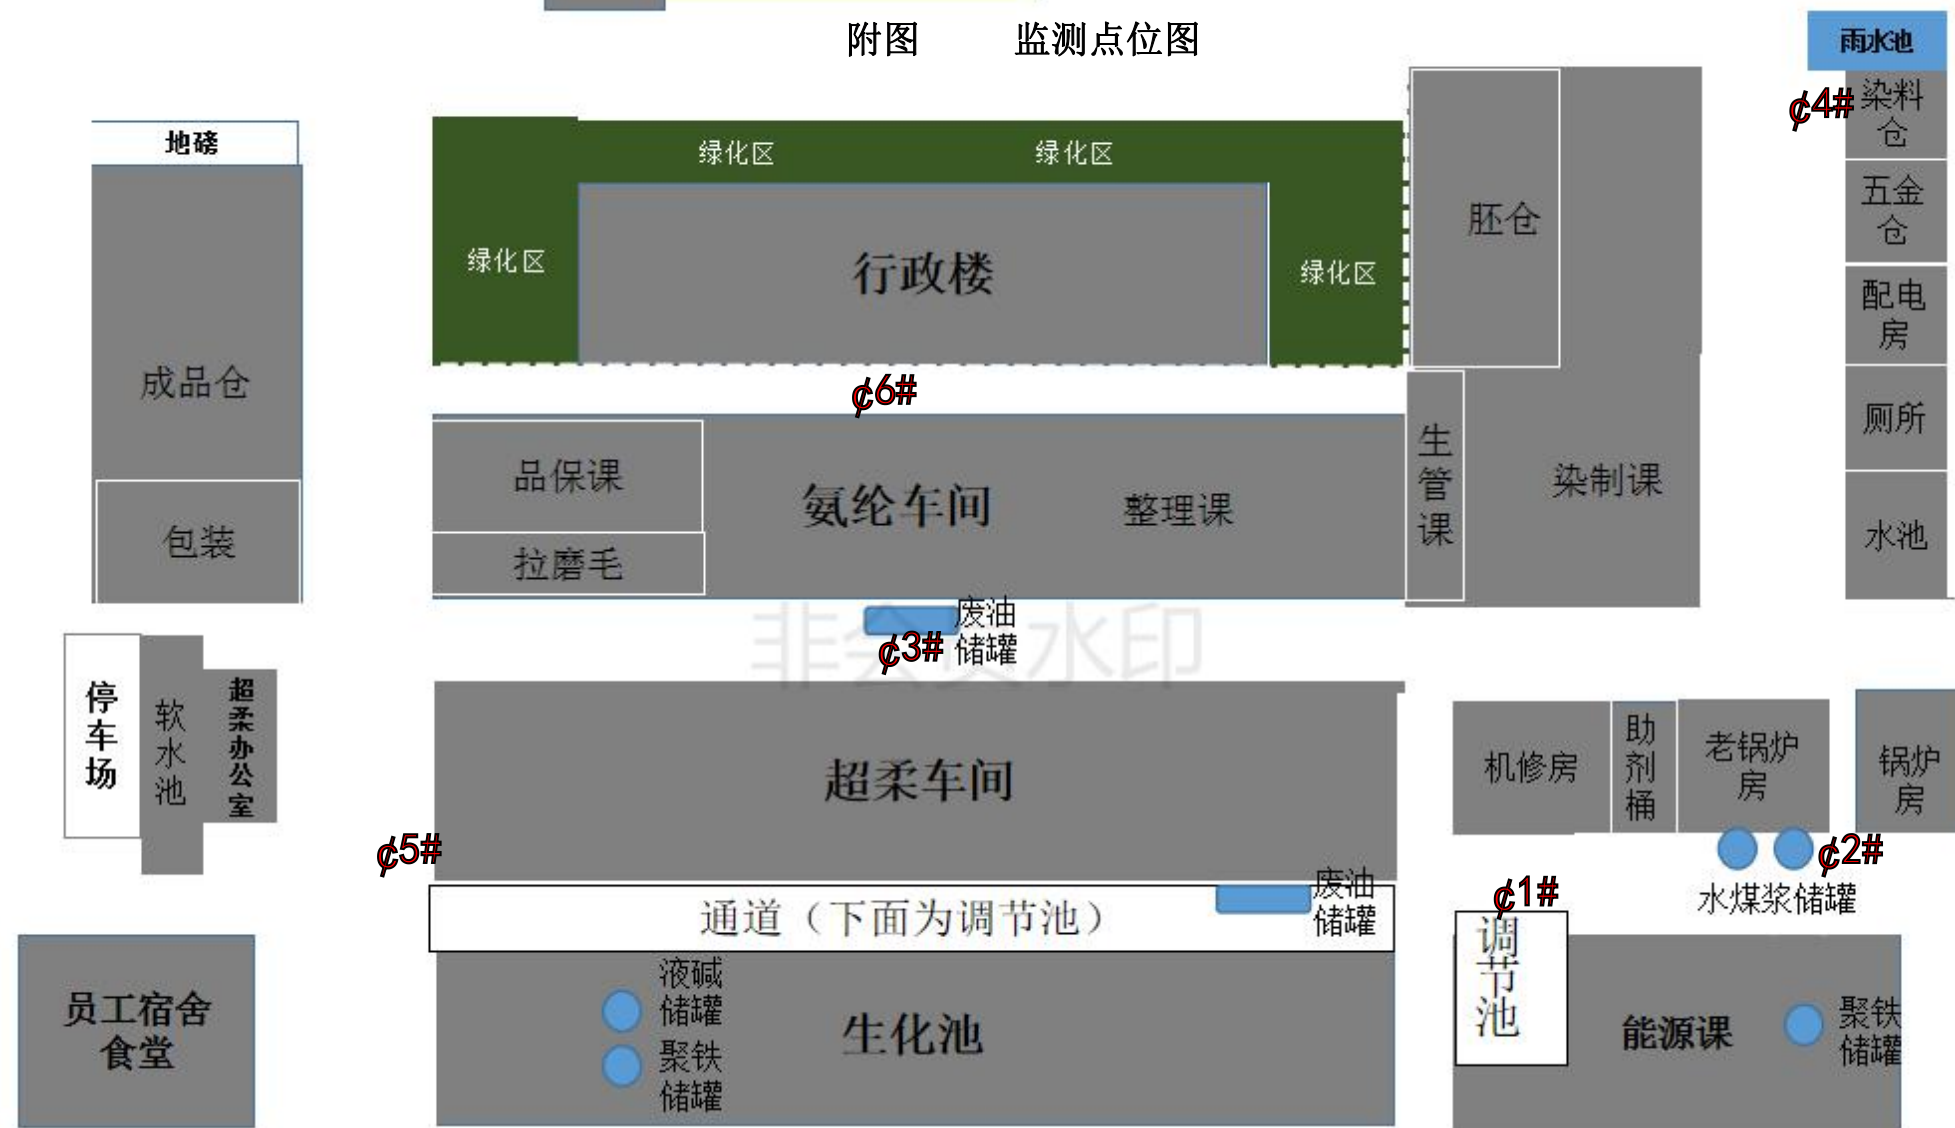 附图 监测点位图
雨水池
¢4#
染料
仓
地磅
绿化区
绿化区
五金
仓
胚仓
绿化区
行政楼
绿化区
配电
房
成品仓
¢6#
厕所
品保课
氨纶车间
整理课
生
管
课
染制课
包装
拉磨毛
水池
废油
储罐
¢3#
非会员水印
停
车
场
软
水
池
超
柔
办
公
室
超柔车间
机修房
助
剂
桶
老锅炉
房
锅炉
房
¢5#
¢2#
水煤浆储罐
¢1#
废油
储罐
通道（下面为调节池）
调
节
池
员工宿舍
食堂
液碱
储罐
聚铁
储罐
生化池
能源课
聚铁
储罐